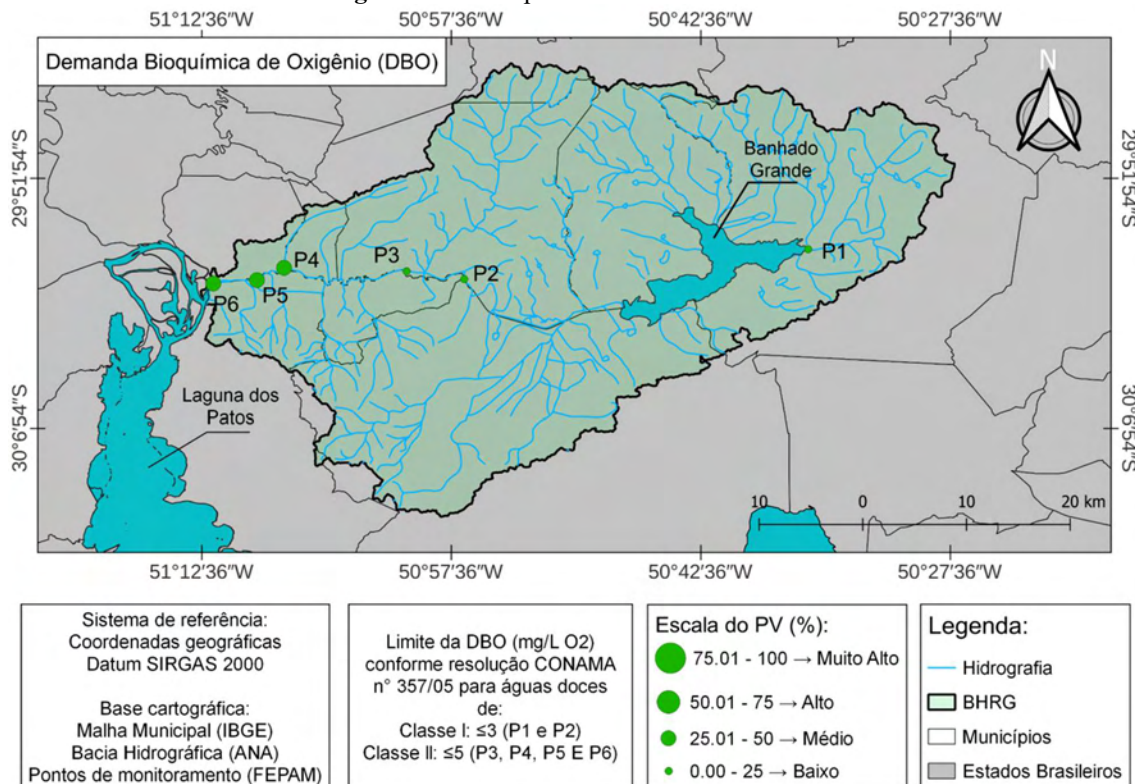 51°12'36"W 50°57'36"W 50°42'36"W 50°27'36"W
Demanda Bioquímica de Oxigênio (DBO)
N
29°51'54"S
29°51'54"S
Banhado
Grande
P1
P2
P3
P4
P5
P6
Laguna dos
Patos
30°6'54"S
30°6'54"S
10 0 10 20 km
51°12'36"W 50°57'36"W 50°42'36"W 50°27'36"W
Sistema de referência:
Coordenadas geográficas
Datum SIRGAS 2000
Base cartográfica:
Malha Municipal (IBGE)
Bacia Hidrográfica (ANA)
Pontos de monitoramento (FEPAM)
Limite da DBO (mg/L O2)
conforme resolução CONAMA
n° 357/05 para águas doces
de:
Classe I: ≤3 (P1 e P2)
Classe II: ≤5 (P3, P4, P5 E P6)
Escala do PV (%):
75.01 - 100 → Muito Alto
50.01 - 75 → Alto
25.01 - 50 → Médio
0.00 - 25 → Baixo
Legenda:
Hidrografia
BHRG
Municípios
Estados Brasileiros